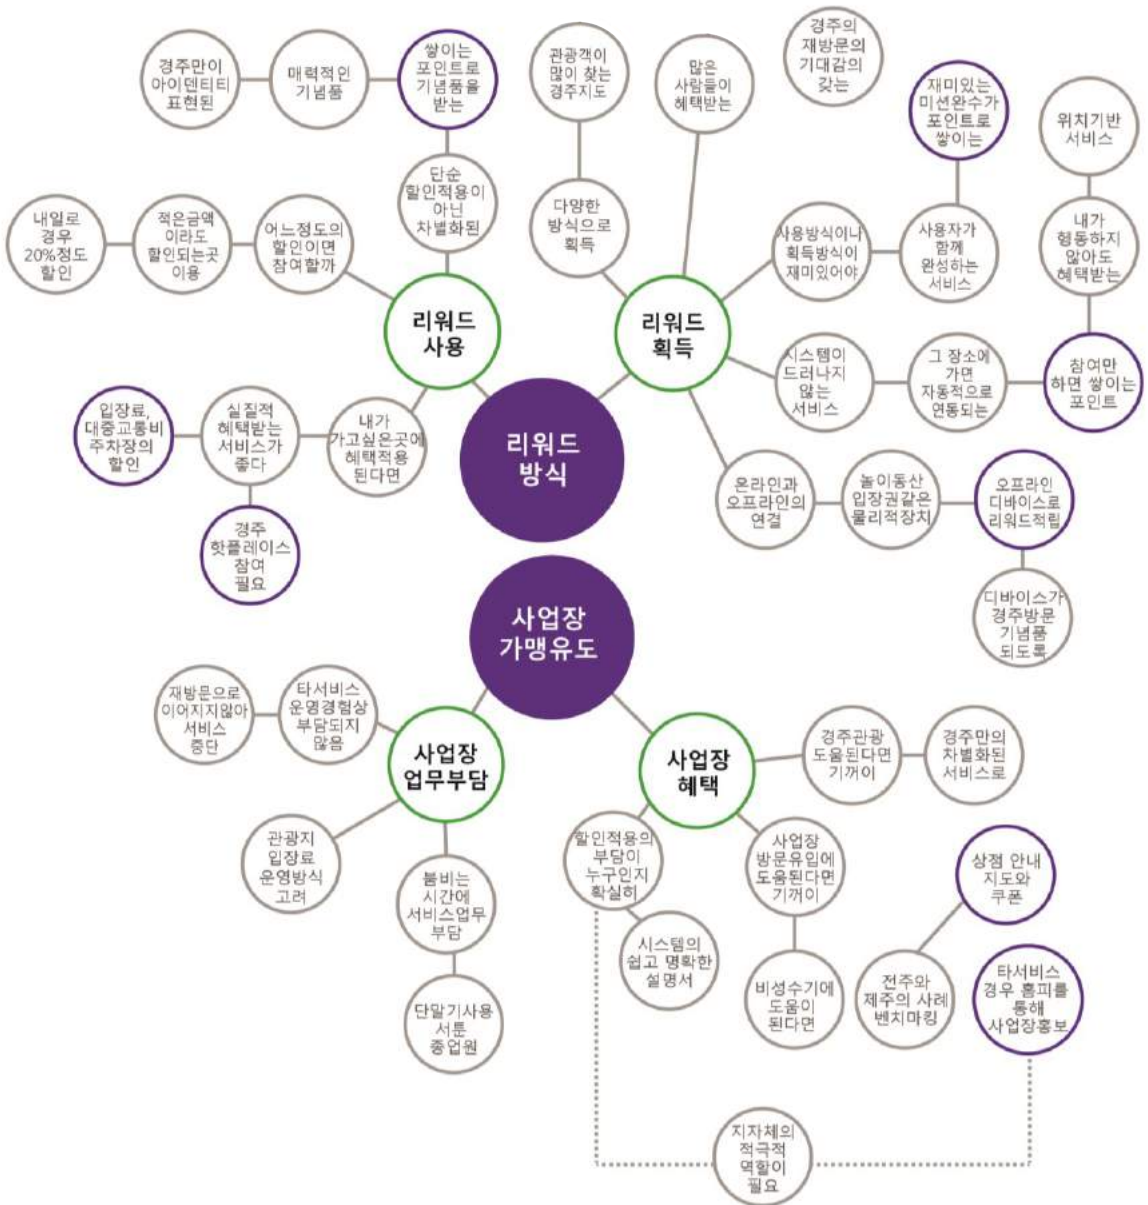 경주만이
아이덴티티
표현된
매력적인
기념품
쌓이는
포인트로
기념품을
받는
관광객이
많이 찾는
경주지도
많은
사람들이
혜택받는
경주의
재방문의
기대감의
갖는
재미있는
미션완수가
포인트로
쌓이는
위치기반
서비스
내일로
경우
20%정도
할인
적은금액
이라도
할인되는곳
이용
어느정도의
할인이면
참여할까
단순
할인적용이
아닌
차별화된
다양한
방식으로
획득
사용방식이나
획득방식이
재미있어야
사용자가
함께
완성하는
서비스
내가
행동하지
않아도
혜택받는
리워드
사용
리워드
획득
시스템이
드러나지
않는
서비스
그 장소에
가면
자동적으로
연동되는
참여만
하면 쌓이는
포인트
입장료,
대중교통비
주차장의
할인
실질적
혜택받는
서비스가
좋다
내가
가고싶은곳에
혜택적용
된다면
리워드
방식
경주
핫플레이스
참여
필요
온라인과
오프라인의
연결
놀이동산
입장권같은
물리적장치
오프라인
디바이스로
리워드적립
디바이스가
경주방문
기념품
되도록
사업장
가맹유도
재방문으로
이어지지않아
서비스
중단
타서비스
운영경험상
부담되지
않음
사업장
업무부담
사업장
혜택
경주관광
도움된다면
기꺼이
경주만의
차별화된
서비스로
관광지
입장료
운영방식
고려
붐비는
시간에
서비스업무
부담
할인적용의
부담이
누구인지
확실히
사업장
방문유입에
도움된다면
기꺼이
상점 안내
지도와
쿠폰
시스템의
쉽고 명확한
설명서
단말기사용
서툰
종업원
비성수기에
도움이
된다면
전주와
제주의 사례
벤치마킹
타서비스
경우 홈피를
통해
사업장홍보
지자체의
적극적
역할이
필요